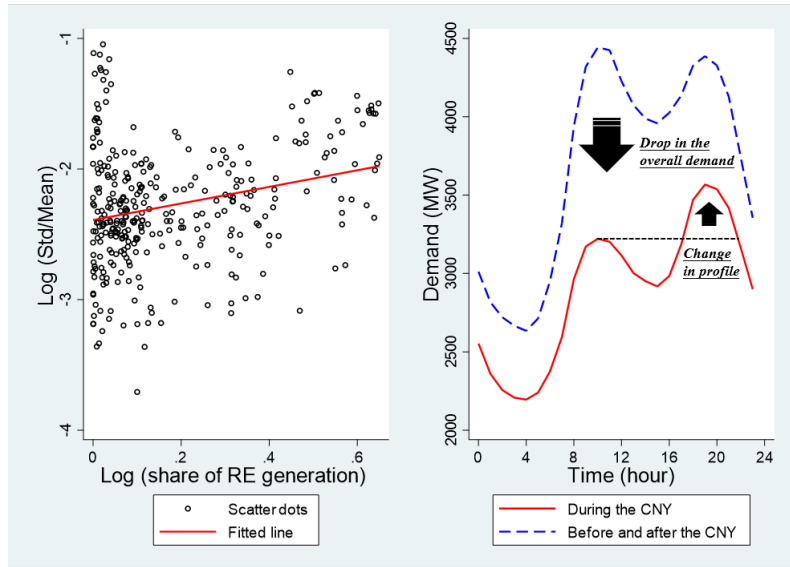 -1
-2
-3
-4
Log (Std/Mean)
0
.2
.4
.6
Log (share of RE generation)
Scatter dots
Fitted line
4500
4000
3500
3000
2500
2000
Demand (MW)
Drop in the
overall demand
Change
in profile
0
4
8
12
16
20
24
Time (hour)
During the CNY
Before and after the CNY